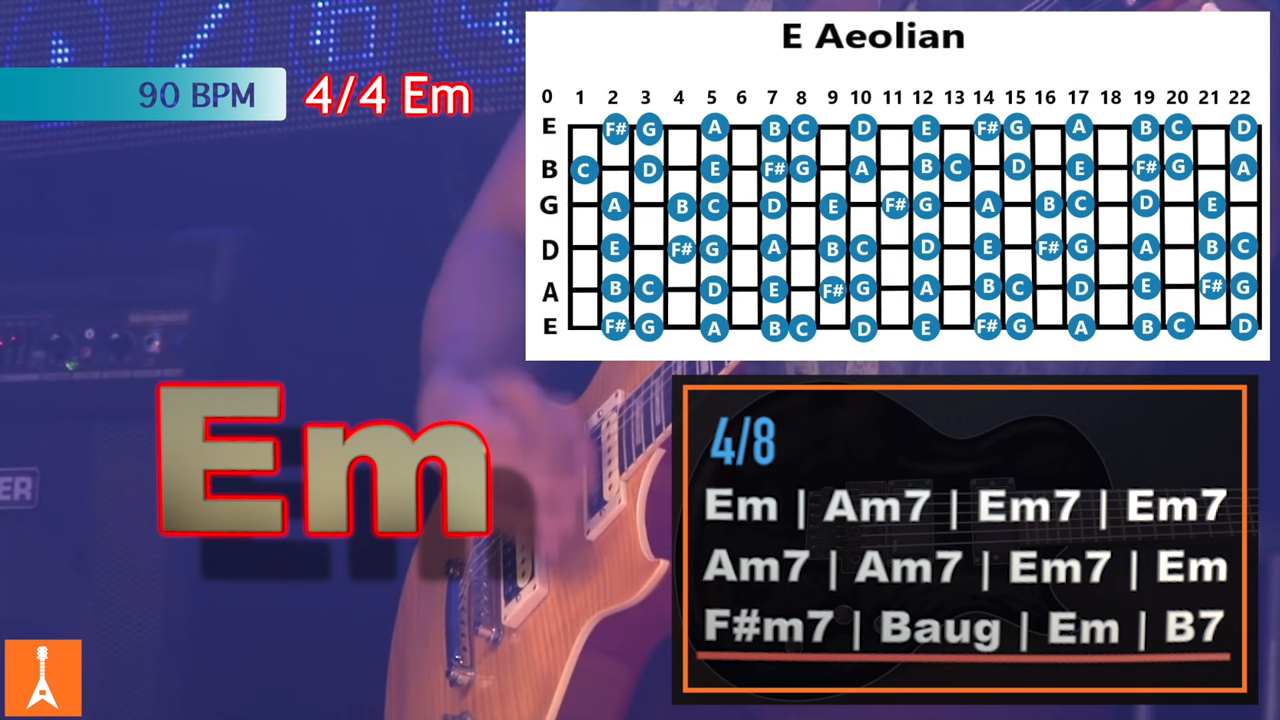 E Aeolian
90 BPM 4/4 Em
0 1 2 3 4 5 6 7 8 9 10 11 12 13 14 15 16 17 18 19 20 21 22
E F# G A B C D E F# G A B C D
B C D E F# G A B C D E F# G A
G A B C D E F# G A B C D E
D E F# G A B C D E F# G A B C
A B C D E F# G A B C D E F# G
E F# G A B C D E F# G A B C D
Em
4/8
Em | Am7 | Em7 | Em7
Am7 | Am7 | Em7 | Em
F#m7 | Baug | Em | B7
ER